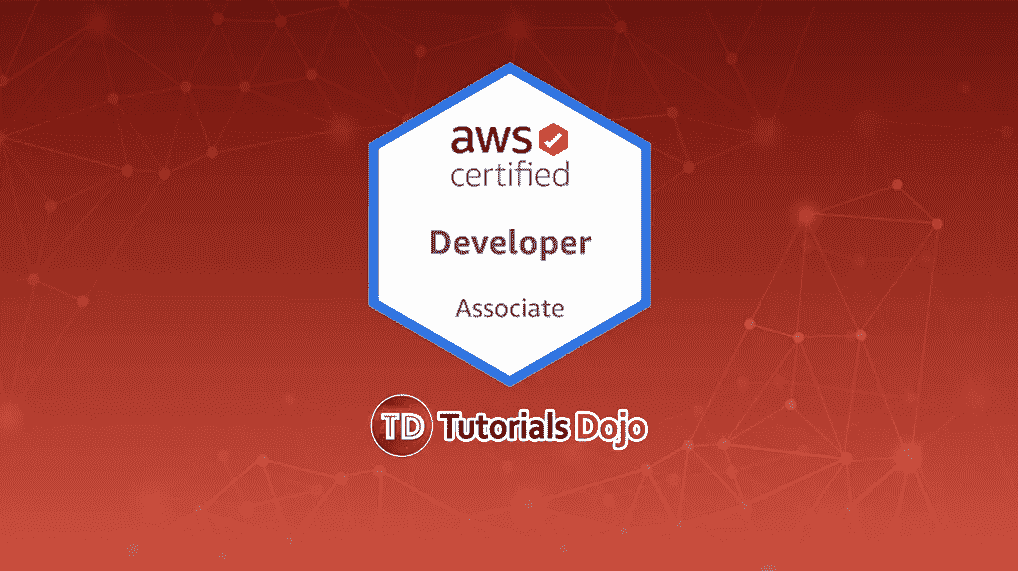 aws
certified
Developer
Associate
TD Tutorials Dojo